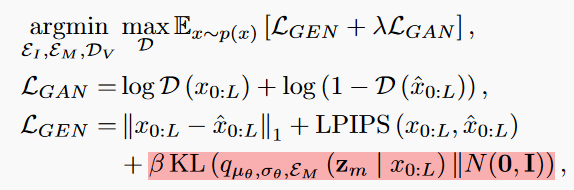 argmin max 𝔼_{x∼p(x)} [ℒ_{GEN} + λℒ_{GAN}] ,
ℰ_I,ℰ_M,𝒟_V 𝒟
ℒ_{GAN} = log 𝒟 (x_{0:L}) + log (1 − 𝒟 (x̂_{0:L})) ,
ℒ_{GEN} = ‖x_{0:L} − x̂_{0:L}‖_1 + LPIPS (x_{0:L}, x̂_{0:L})
+ β KL (q_{μ_θ,σ_θ,ℰ_M} (𝐳_m | x_{0:L}) ‖N(𝟎, 𝐈)) ,